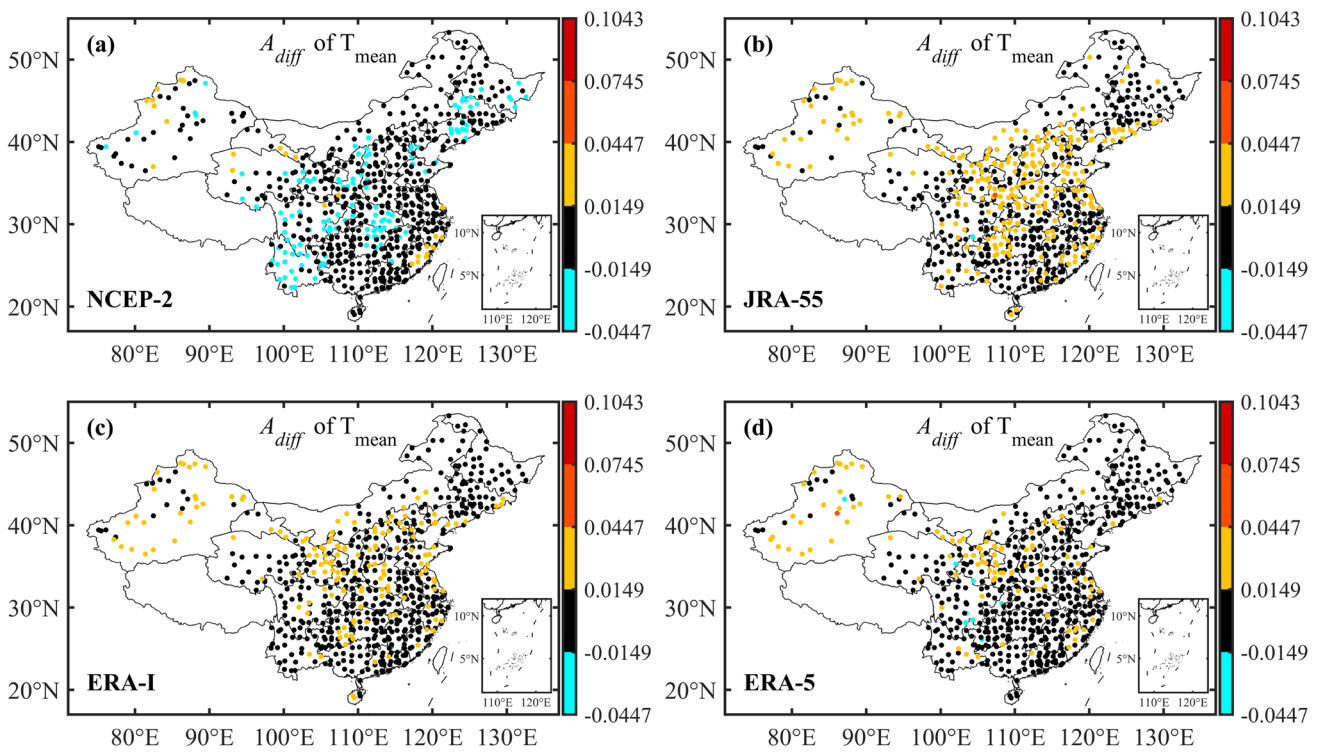 (a)
A_diff of T_mean
NCEP-2
50°N
40°N
30°N
20°N
80°E 90°E 100°E 110°E 120°E 130°E
10°N
5°N
110°E 120°E
0.1043
0.0745
0.0447
0.0149
-0.0149
-0.0447
(b)
A_diff of T_mean
JRA-55
50°N
40°N
30°N
20°N
80°E 90°E 100°E 110°E 120°E 130°E
10°N
5°N
110°E 120°E
0.1043
0.0745
0.0447
0.0149
-0.0149
-0.0447
(c)
A_diff of T_mean
ERA-I
50°N
40°N
30°N
20°N
80°E 90°E 100°E 110°E 120°E 130°E
10°N
5°N
110°E 120°E
0.1043
0.0745
0.0447
0.0149
-0.0149
-0.0447
(d)
A_diff of T_mean
ERA-5
50°N
40°N
30°N
20°N
80°E 90°E 100°E 110°E 120°E 130°E
10°N
5°N
110°E 120°E
0.1043
0.0745
0.0447
0.0149
-0.0149
-0.0447